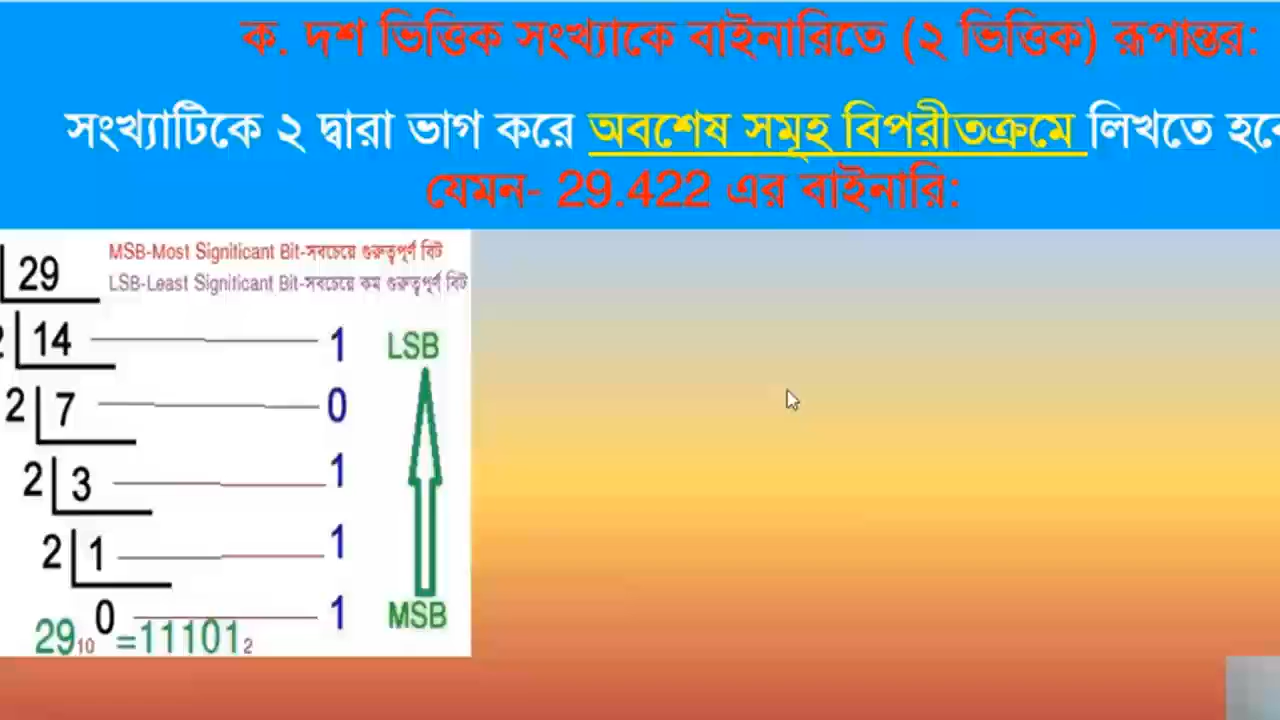 ক. দশ ভিত্তিক সংখ্যাকে বাইনারিতে (২ ভিত্তিক) রূপান্তর:
সংখ্যাটিকে ২ দ্বারা ভাগ করে অবশেষ সমূহ বিপরীতক্রমে লিখতে
যেমন- 29.422 এর বাইনারি:
MSB-Most Significant Bit-সবচেয়ে গুরুত্বপূর্ণ বিট
29
LSB-Least Significant Bit-সবচেয়ে কম গুরুত্বপূর্ণ বিট
2 14 1 LSB
2 7 0
2 3 1
2 1 1
0 1 MSB
29₁₀ =11101₂